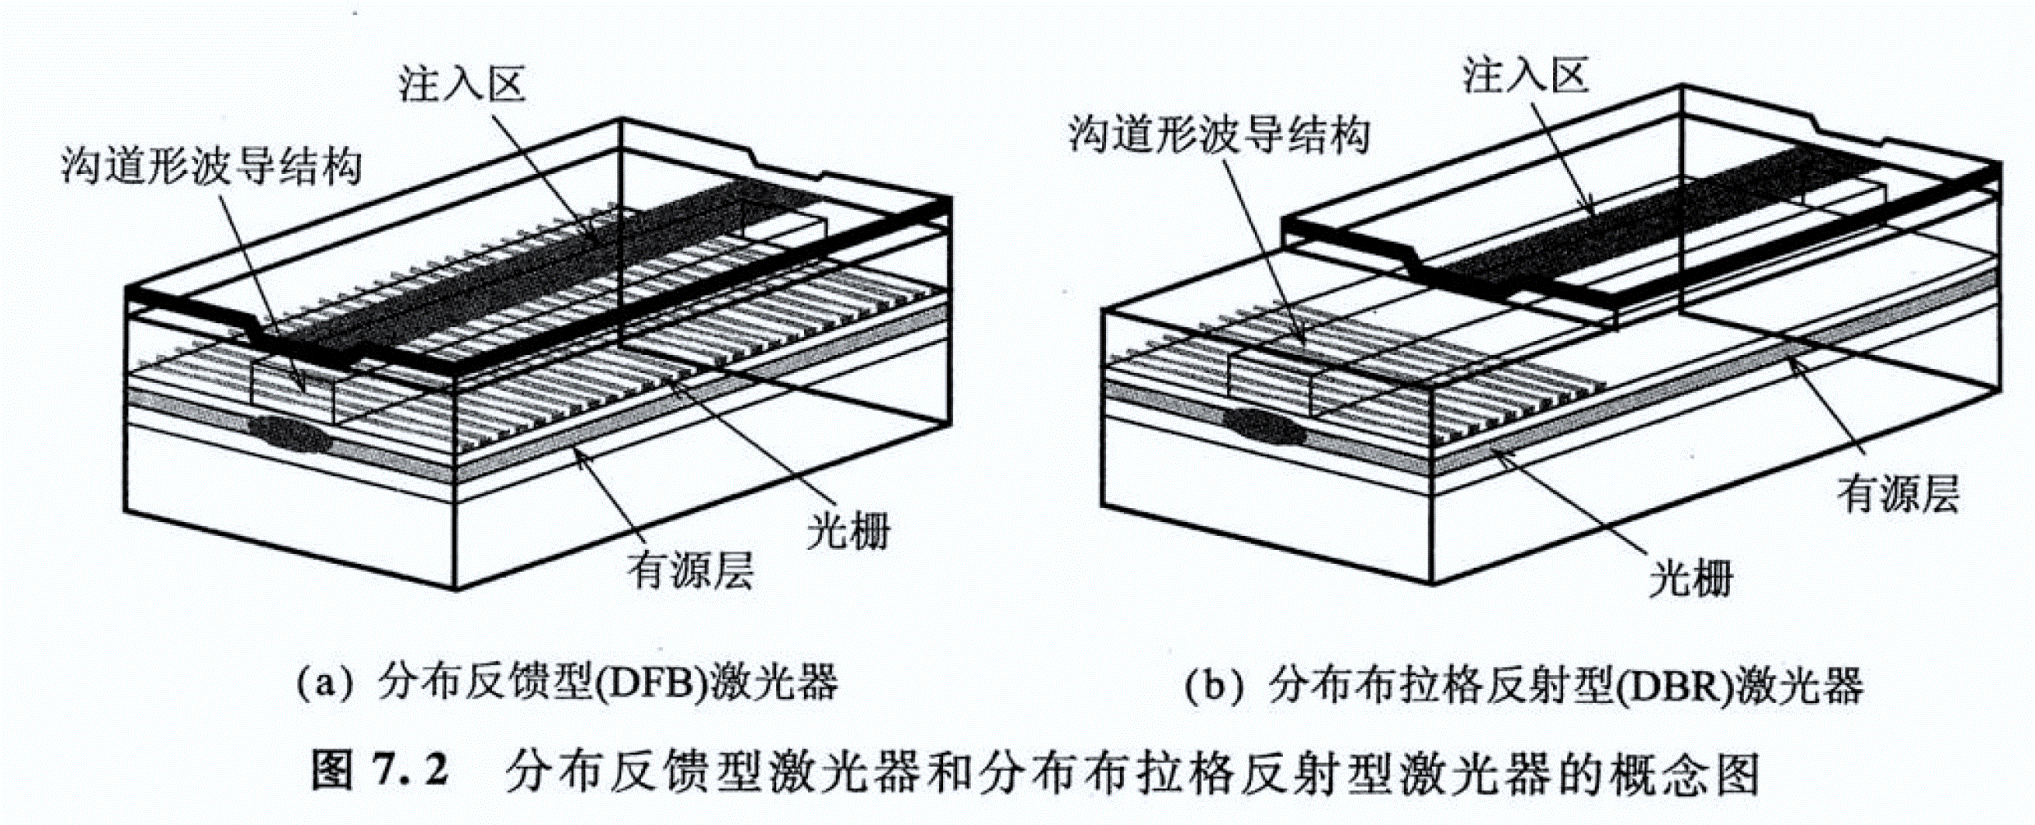 注入区
沟道形波导结构
光栅
有源层
(a) 分布反馈型(DFB)激光器
注入区
沟道形波导结构
有源层
光栅
(b) 分布布拉格反射型(DBR)激光器
图 7.2 分布反馈型激光器和分布布拉格反射型激光器的概念图